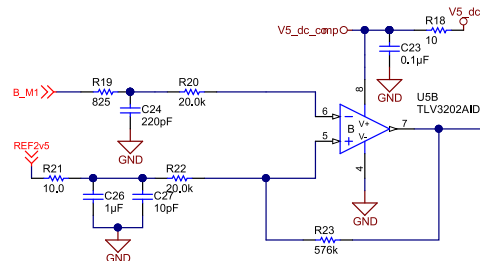 V5_dc_cmp
V5_dc
R18
10
C23
0.1µF
GND
B_M1
R19
825
R20
20.0k
C24
220pF
GND
U5B
TLV3202AID
8
6
7
B
V+
5
V-
4
GND
REF2v5
R21
10.0
R22
20.0k
C26
1µF
C27
10pF
GND
R23
576k